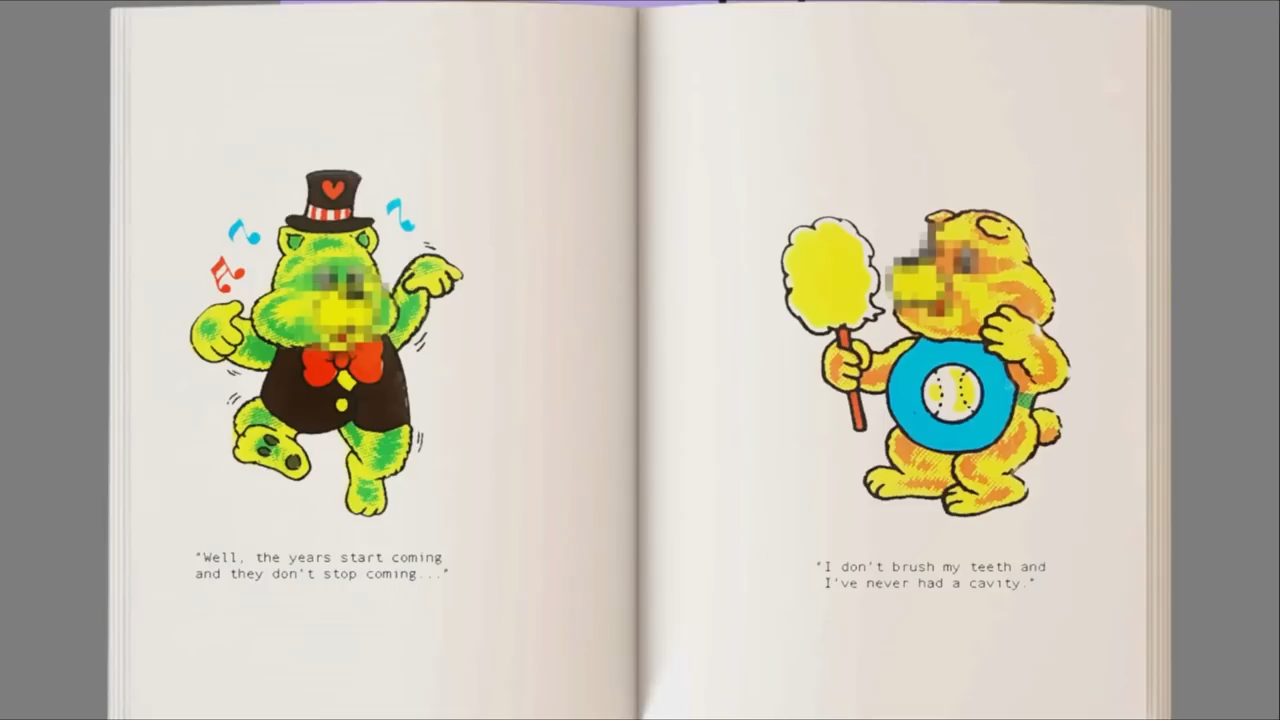 "Well, the years start coming
and they don't stop coming..."
"I don't brush my teeth and
I've never had a cavity."